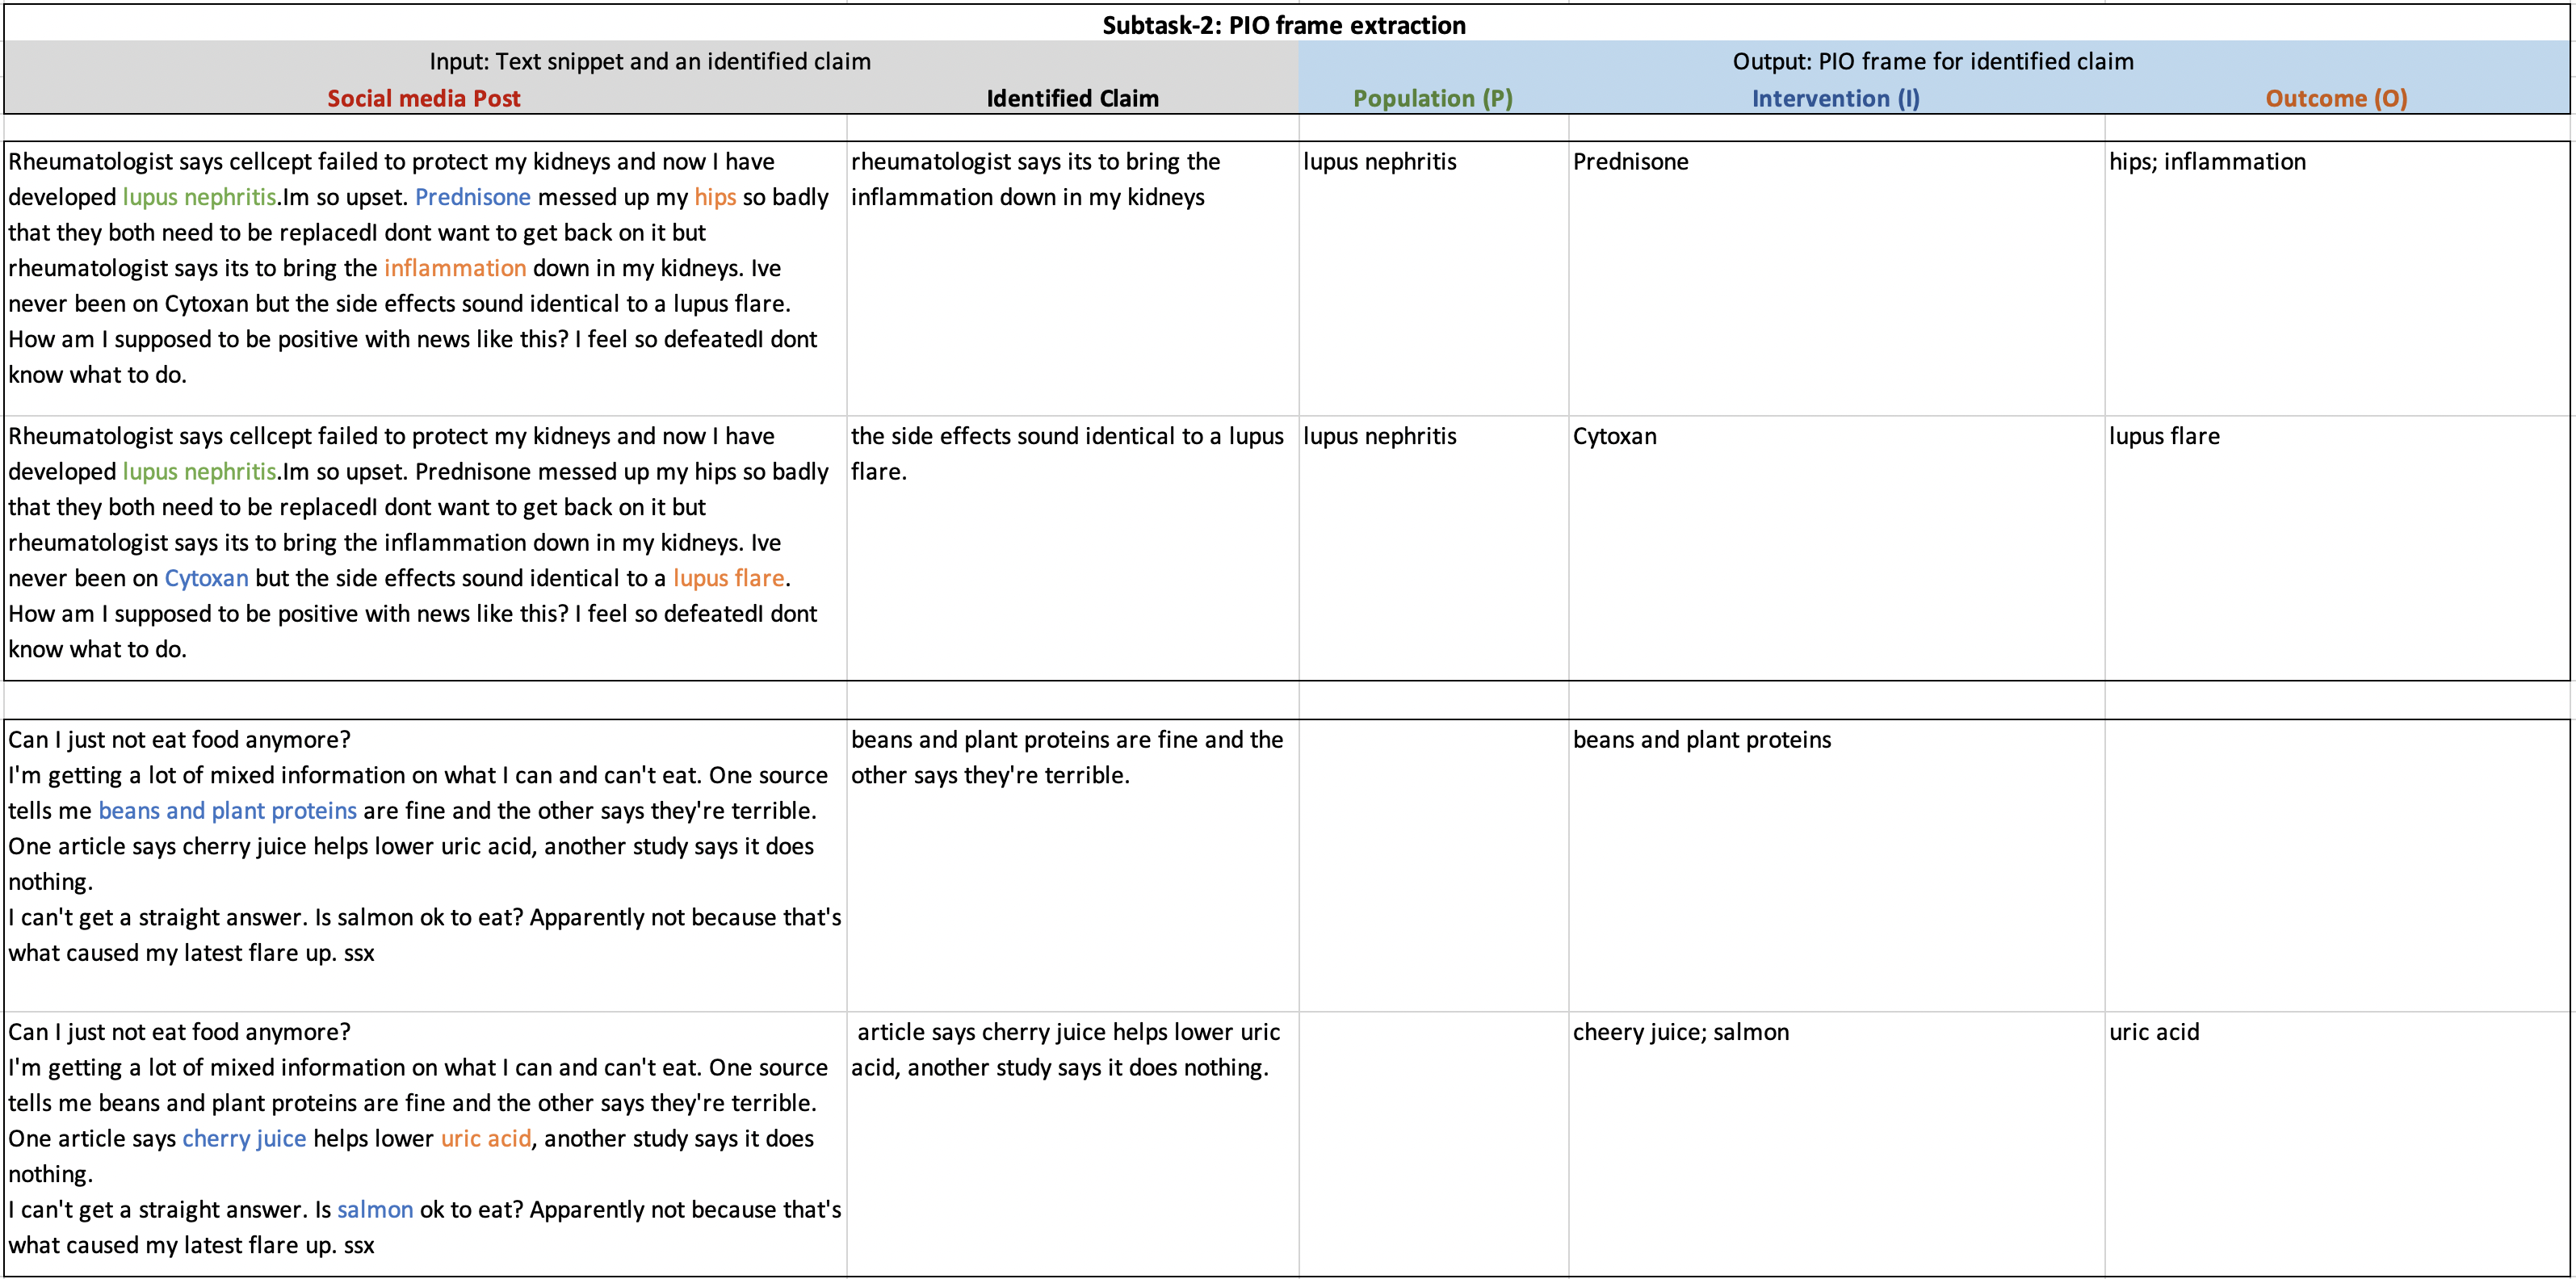 Subtask-2: PIO frame extraction
Input: Text snippet and an identified claim
Output: PIO frame for identified claim
Social media Post
Identified Claim
Population (P)
Intervention (I)
Outcome (O)
Rheumatologist says cellcept failed to protect my kidneys and now I have
developed lupus nephritis.Im so upset. Prednisone messed up my hips so badly
that they both need to be replacedI dont want to get back on it but
rheumatologist says its to bring the inflammation down in my kidneys. Ive
never been on Cytoxan but the side effects sound identical to a lupus flare.
How am I supposed to be positive with news like this? I feel so defeatedI dont
know what to do.
rheumatologist says its to bring the
inflammation down in my kidneys
lupus nephritis
Prednisone
hips; inflammation
Rheumatologist says cellcept failed to protect my kidneys and now I have
developed lupus nephritis.Im so upset. Prednisone messed up my hips so badly
that they both need to be replacedI dont want to get back on it but
rheumatologist says its to bring the inflammation down in my kidneys. Ive
never been on Cytoxan but the side effects sound identical to a lupus flare.
How am I supposed to be positive with news like this? I feel so defeatedI dont
know what to do.
the side effects sound identical to a lupus
flare.
lupus nephritis
Cytoxan
lupus flare
Can I just not eat food anymore?
I'm getting a lot of mixed information on what I can and can't eat. One source
tells me beans and plant proteins are fine and the other says they're terrible.
One article says cherry juice helps lower uric acid, another study says it does
nothing.
I can't get a straight answer. Is salmon ok to eat? Apparently not because that's
what caused my latest flare up. ssx
beans and plant proteins are fine and the
other says they're terrible.
beans and plant proteins
Can I just not eat food anymore?
I'm getting a lot of mixed information on what I can and can't eat. One source
tells me beans and plant proteins are fine and the other says they're terrible.
One article says cherry juice helps lower uric acid, another study says it does
nothing.
I can't get a straight answer. Is salmon ok to eat? Apparently not because that's
what caused my latest flare up. ssx
article says cherry juice helps lower uric
acid, another study says it does nothing.
cheery juice; salmon
uric acid